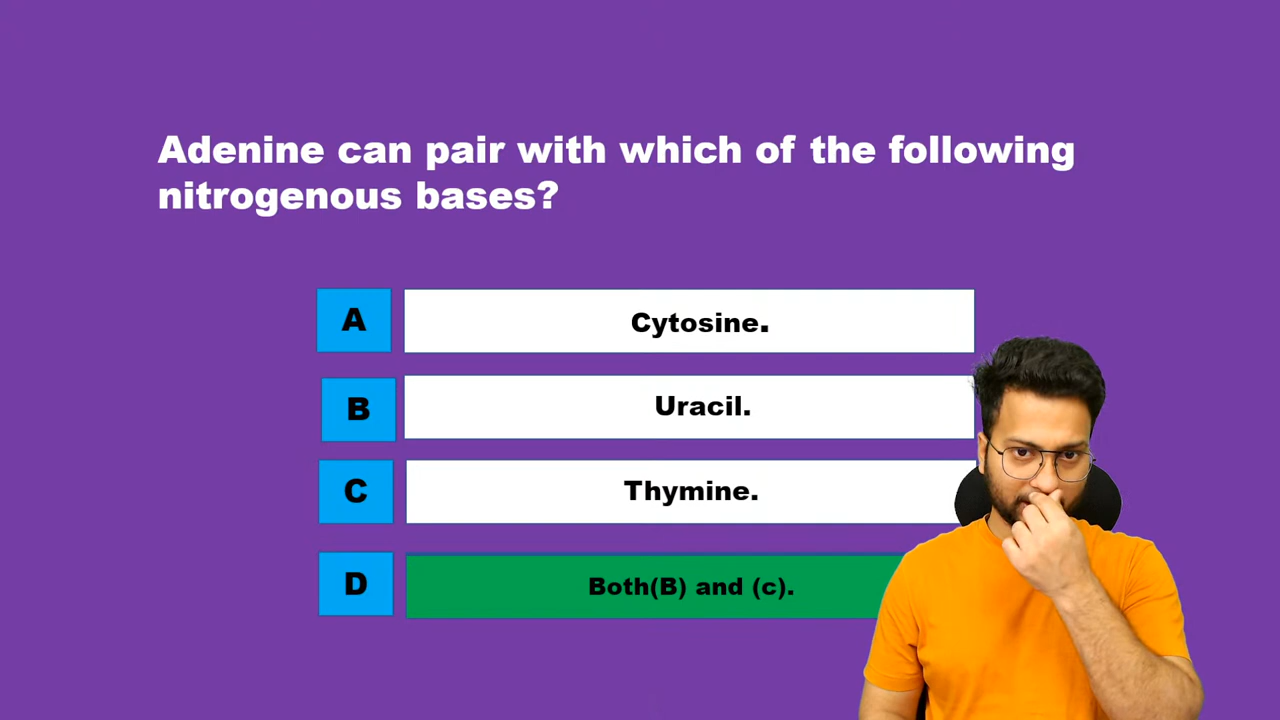 Adenine can pair with which of the following
nitrogenous bases?
A
Cytosine.
B
Uracil.
C
Thymine.
D
Both(B) and (c).